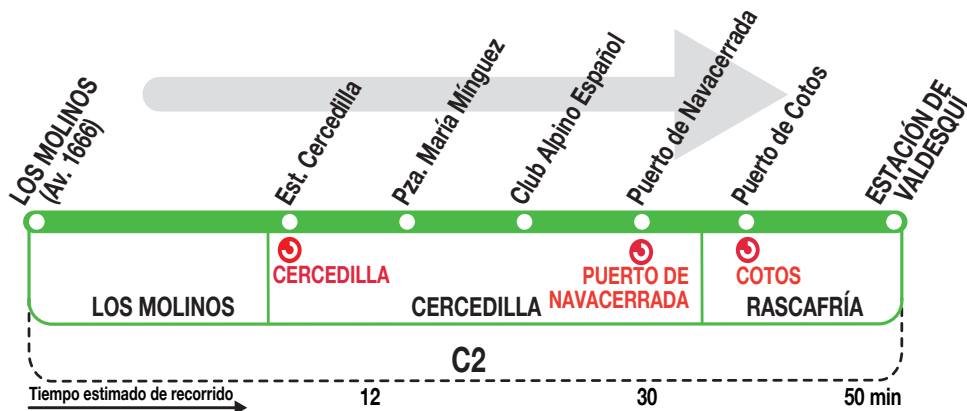 LOS MOLINOS
(Av. 1666)
Est. Cercedilla
Pza. María Mínguez
Club Alpino Español
Puerto de Navacerrada
Puerto de Cotos
ESTACIÓN DE
VALDESQUÍ
CERCEDILLA
PUERTO DE
NAVACERRADA
COTOS
LOS MOLINOS
CERCEDILLA
RASCAFRÍA
C2
Tiempo estimado de recorrido
12
30
50 min